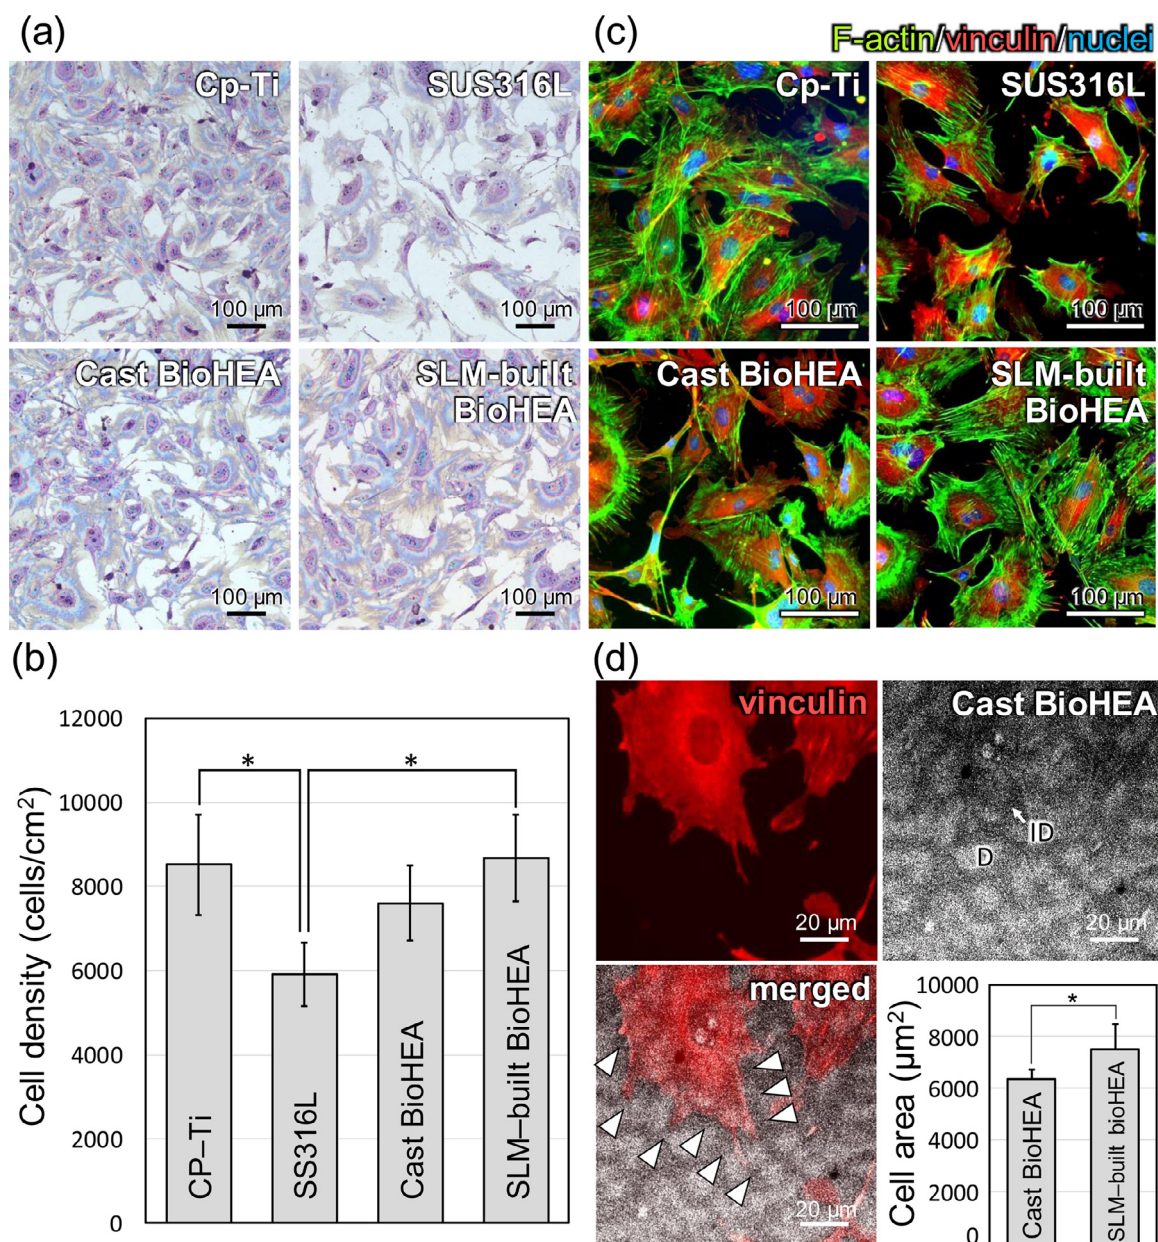 (a)
Cp-Ti
100 µm
SUS316L
100 µm
Cast BioHEA
100 µm
SLM-built
BioHEA
100 µm
(c)
F-actin/vinculin/nuclei
Cp-Ti
100 µm
SUS316L
100 µm
Cast BioHEA
100 µm
SLM-built
BioHEA
100 µm
(b)
Cell density (cells/cm²)
12000
10000
8000
6000
4000
2000
0
*
*
CP–Ti
SS316L
Cast BioHEA
SLM–built BioHEA
(d)
vinculin
20 µm
Cast BioHEA
ID
D
20 µm
merged
20 µm
Cell area (µm²)
10000
8000
6000
4000
2000
0
*
Cast BioHEA
SLM–built bioHEA